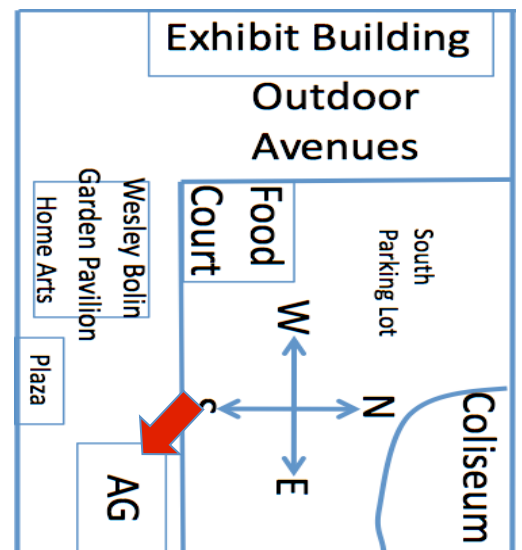 Exhibit Building
Outdoor
Avenues
Wesley Bolin
Garden Pavilion
Home Arts
Food
Court
South
Parking Lot
W
S
N
E
Plaza
AG
Coliseum